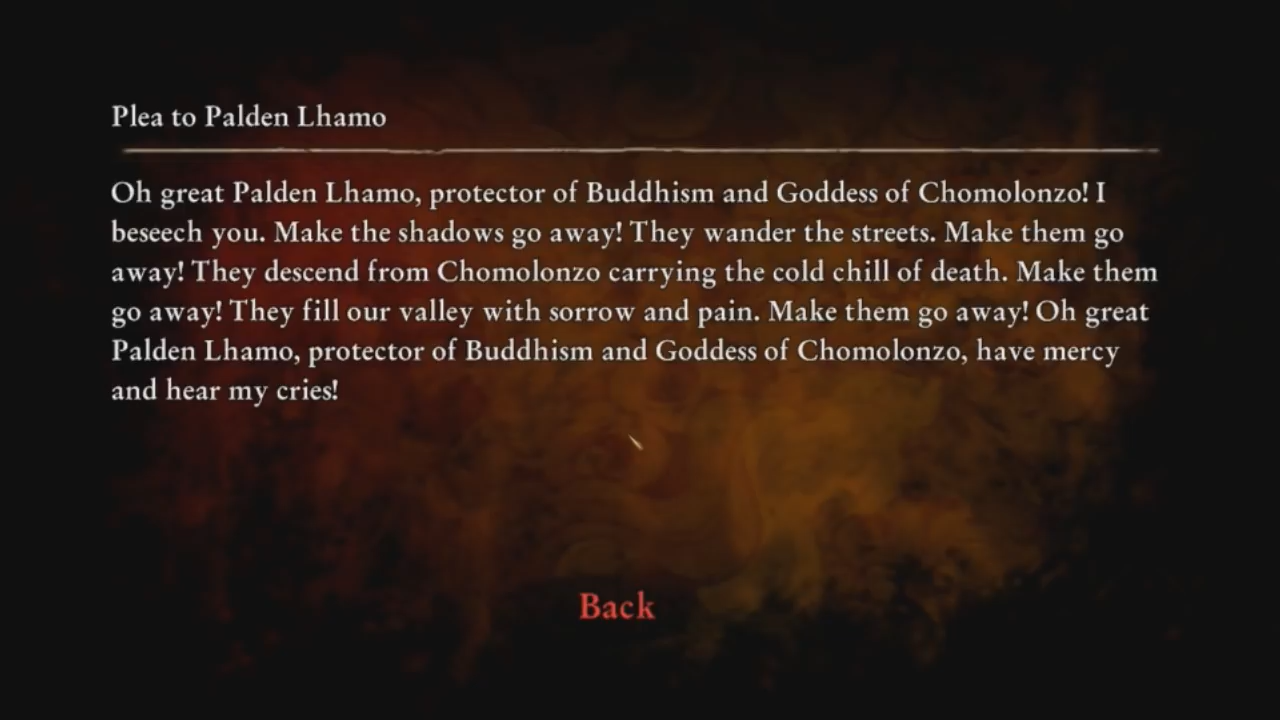 Plea to Palden Lhamo
Oh great Palden Lhamo, protector of Buddhism and Goddess of Chomolonzo! I
beseech you. Make the shadows go away! They wander the streets. Make them go
away! They descend from Chomolonzo carrying the cold chill of death. Make them
go away! They fill our valley with sorrow and pain. Make them go away! Oh great
Palden Lhamo, protector of Buddhism and Goddess of Chomolonzo, have mercy
and hear my cries!
Back